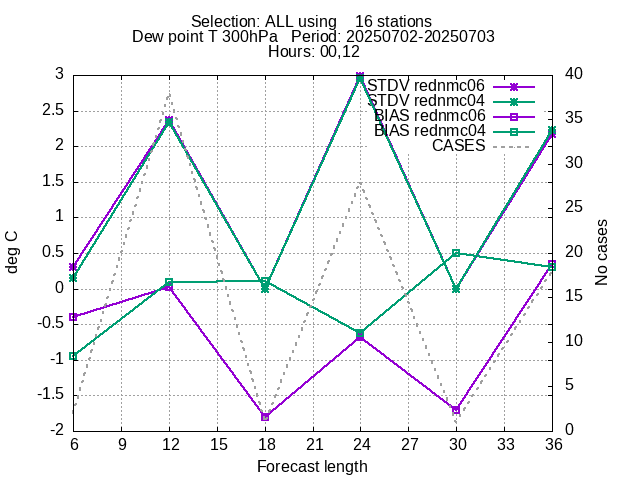 Selection: ALL using    16 stations
Dew point T 300hPa   Period: 20250702-20250703
Hours: 00,12
STDV rednmc06
STDV rednmc04
BIAS rednmc06
BIAS rednmc04
CASES
3
2.5
2
1.5
1
0.5
0
-0.5
-1
-1.5
-2
deg C
40
35
30
25
20
15
10
5
0
No cases
6 9 12 15 18 21 24 27 30 33 36
Forecast length